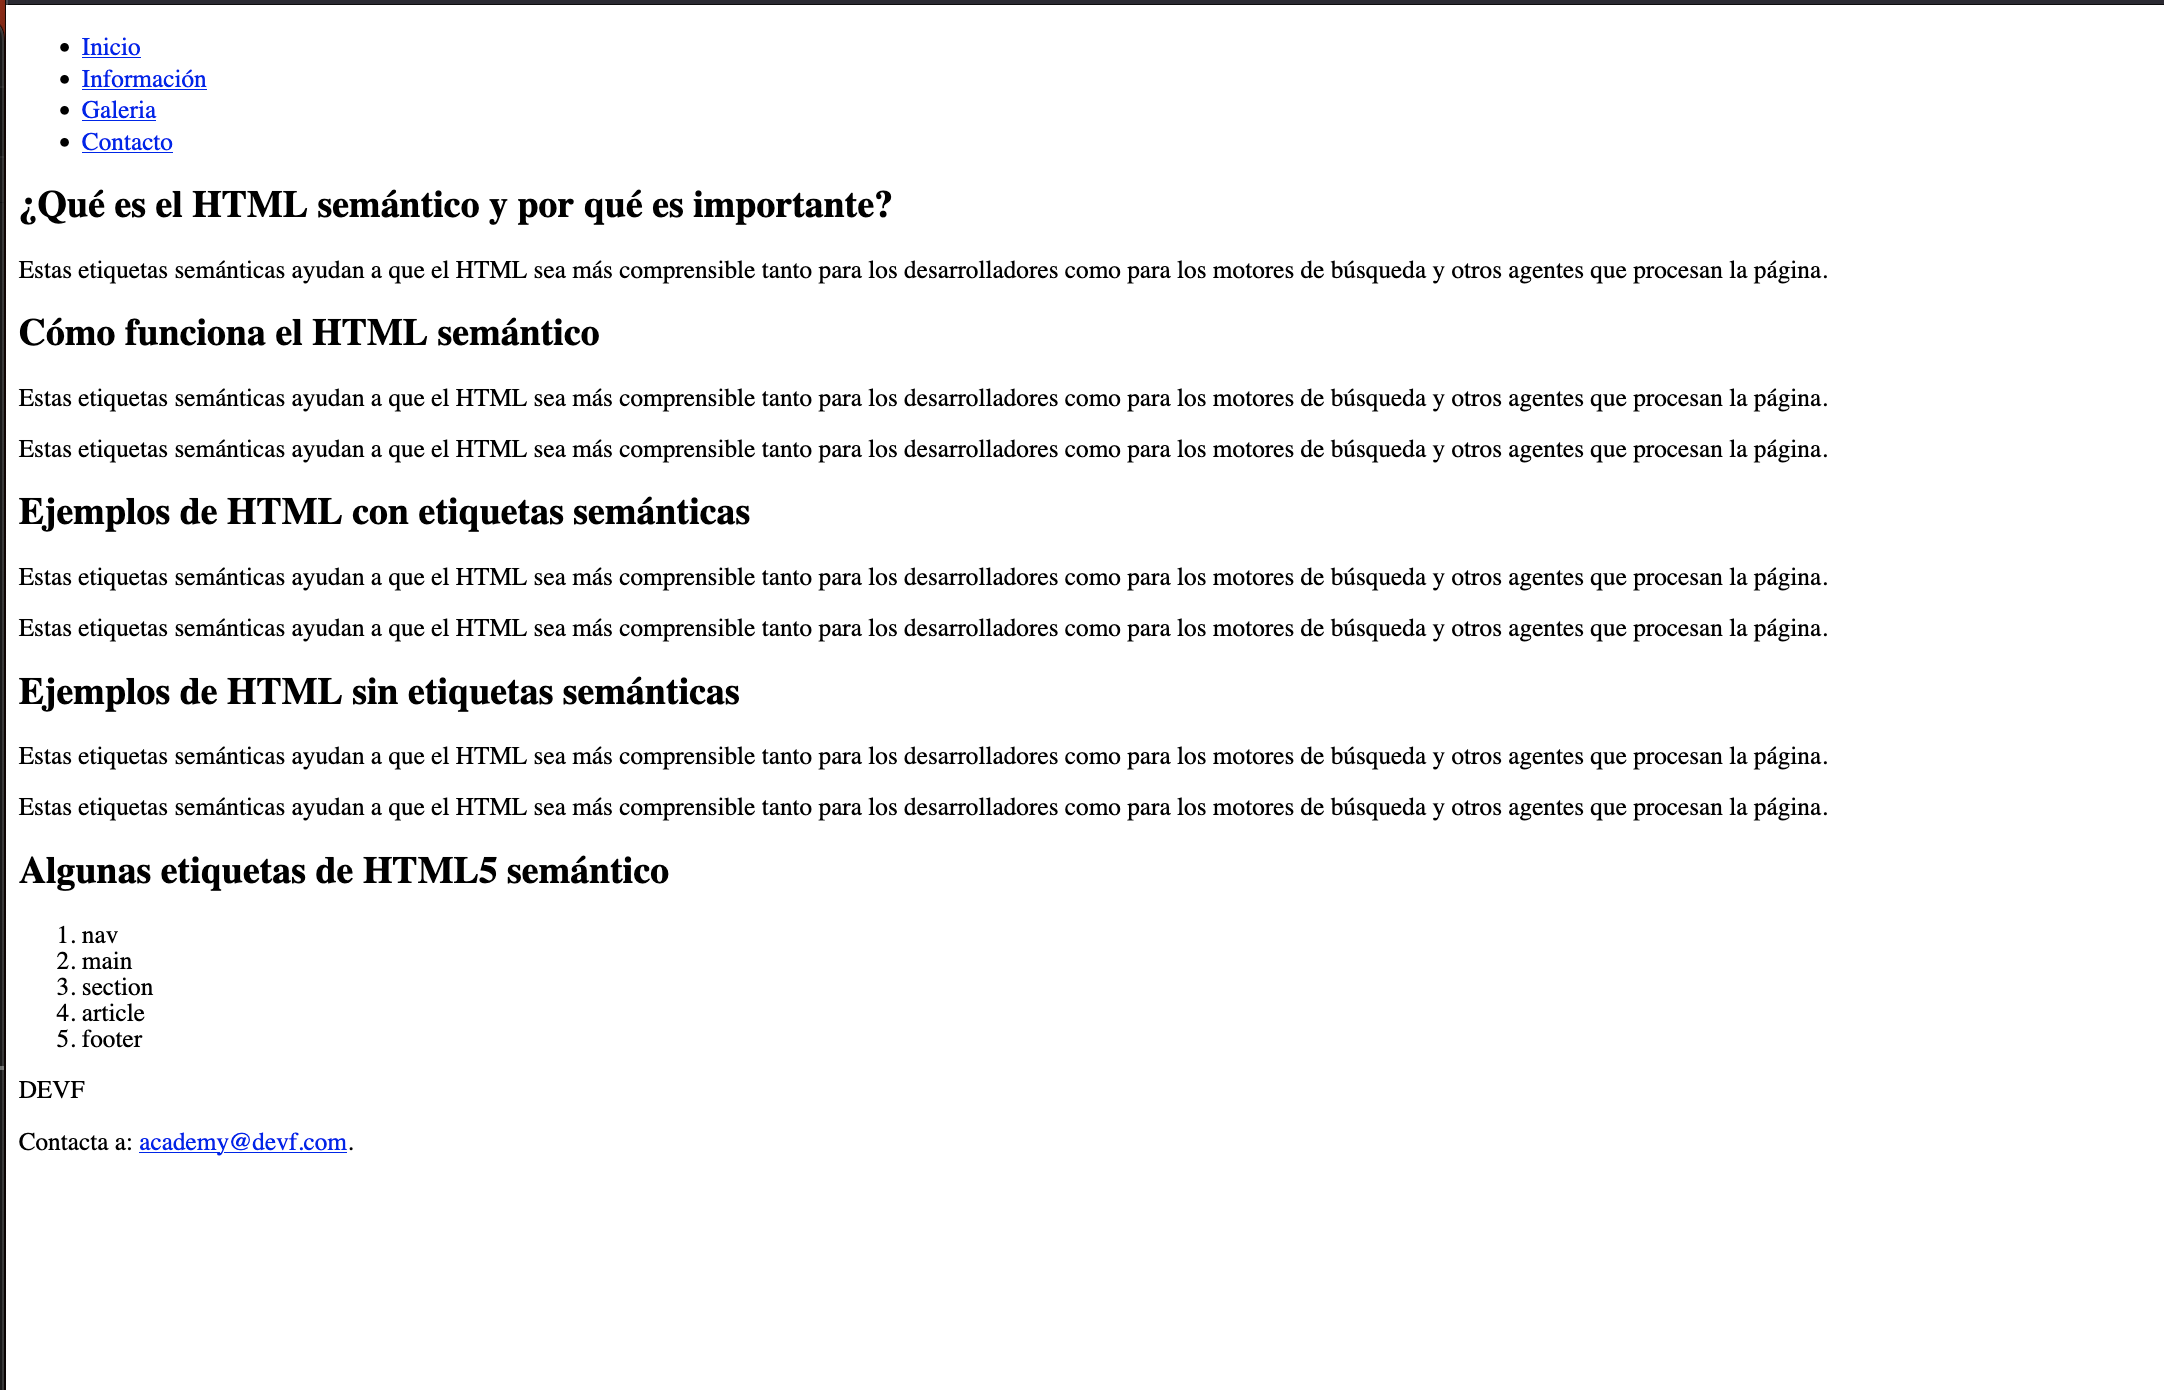 • Inicio
• Información
• Galeria
• Contacto
¿Qué es el HTML semántico y por qué es importante?
Estas etiquetas semánticas ayudan a que el HTML sea más comprensible tanto para los desarrolladores como para los motores de búsqueda y otros agentes que procesan la página.
Cómo funciona el HTML semántico
Estas etiquetas semánticas ayudan a que el HTML sea más comprensible tanto para los desarrolladores como para los motores de búsqueda y otros agentes que procesan la página.
Estas etiquetas semánticas ayudan a que el HTML sea más comprensible tanto para los desarrolladores como para los motores de búsqueda y otros agentes que procesan la página.
Ejemplos de HTML con etiquetas semánticas
Estas etiquetas semánticas ayudan a que el HTML sea más comprensible tanto para los desarrolladores como para los motores de búsqueda y otros agentes que procesan la página.
Estas etiquetas semánticas ayudan a que el HTML sea más comprensible tanto para los desarrolladores como para los motores de búsqueda y otros agentes que procesan la página.
Ejemplos de HTML sin etiquetas semánticas
Estas etiquetas semánticas ayudan a que el HTML sea más comprensible tanto para los desarrolladores como para los motores de búsqueda y otros agentes que procesan la página.
Estas etiquetas semánticas ayudan a que el HTML sea más comprensible tanto para los desarrolladores como para los motores de búsqueda y otros agentes que procesan la página.
Algunas etiquetas de HTML5 semántico
1. nav
2. main
3. section
4. article
5. footer
DEVF
Contacta a: academy@devf.com.